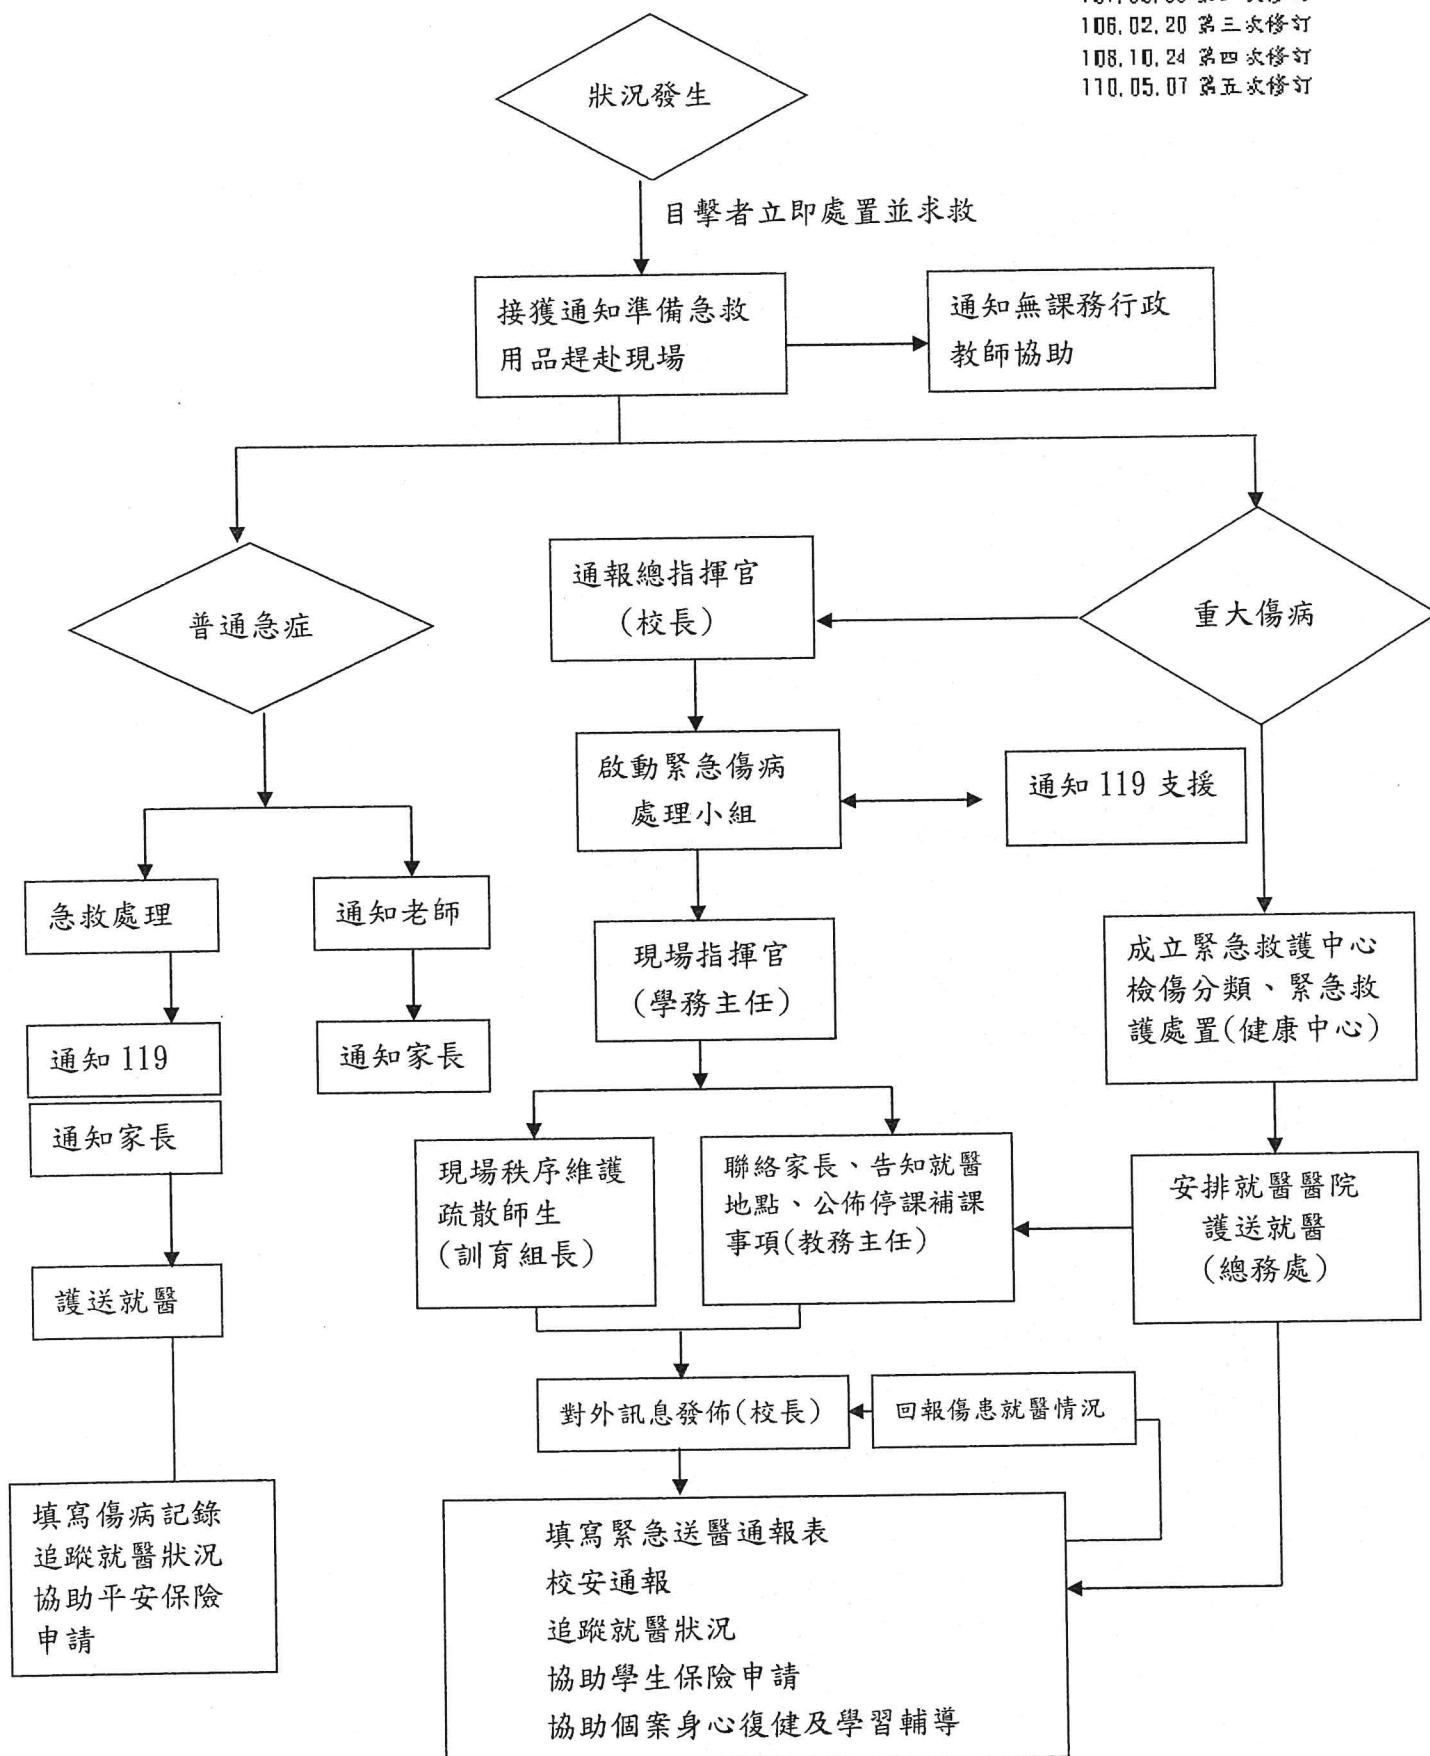 106.02.20 第三次修訂
108.10.24 第四次修訂
110.05.07 第五次修訂
狀況發生
目擊者立即處置並求救
接獲通知準備急救
用品趕赴現場
通知無課務行政
教師協助
普通急症
通報總指揮官
(校長)
重大傷病
啟動緊急傷病
處理小組
通知 119 支援
急救處理
通知老師
現場指揮官
(學務主任)
成立緊急救護中心
檢傷分類、緊急救
護處置(健康中心)
通知 119
通知家長
通知家長
現場秩序維護
疏散師生
(訓育組長)
聯絡家長、告知就醫
地點、公佈停課補課
事項(教務主任)
安排就醫醫院
護送就醫
(總務處)
護送就醫
對外訊息發佈(校長)
回報傷患就醫情況
填寫傷病記錄
追蹤就醫狀況
協助平安保險
申請
填寫緊急送醫通報表
校安通報
追蹤就醫狀況
協助學生保險申請
協助個案身心復健及學習輔導